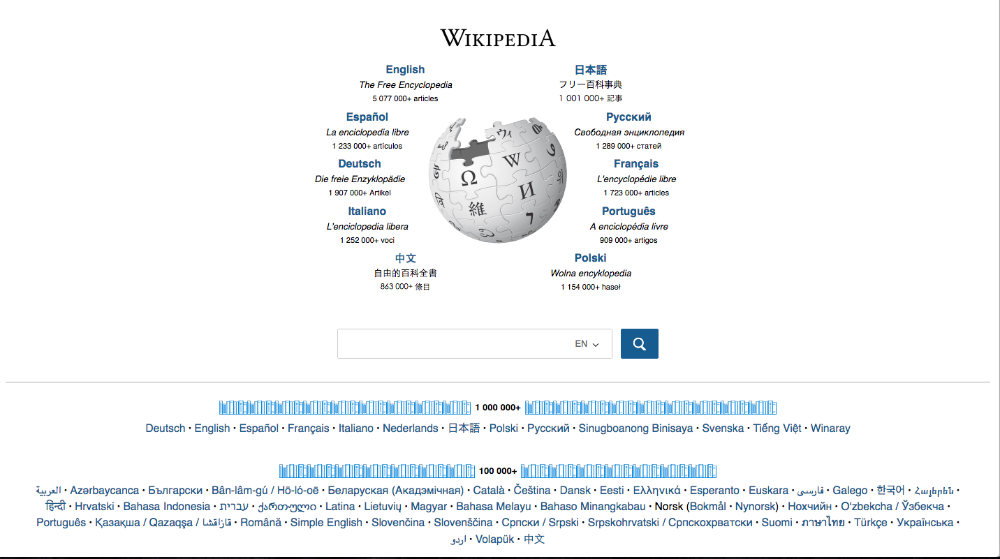 WIKIPEDIA
English
The Free Encyclopedia
5 077 000+ articles
日本語
フリー百科事典
1 001 000+ 記事
Español
La enciclopedia libre
1 233 000+ artículos
Русский
Свободная энциклопедия
1 289 000+ статей
Deutsch
Die freie Enzyklopädie
1 907 000+ Artikel
Français
L'encyclopédie libre
1 723 000+ articles
Italiano
L'enciclopedia libera
1 252 000+ voci
Português
A enciclopédia livre
909 000+ artigos
中文
自由的百科全書
863 000+ 條目
Polski
Wolna encyklopedia
1 154 000+ haseł
ウィ
W
Ω
И
維
EN
1 000 000+
Deutsch • English • Español • Français • Italiano • Nederlands • 日本語 • Polski • Русский • Sinugboanong Binisaya • Svenska • Tiếng Việt • Winaray
100 000+
العربية • Azərbaycanca • Български • Bân-lâm-gú / Hō-ló-oē • Беларуская (Акадэмічная) • Català • Čeština • Dansk • Eesti • Ελληνικά • Esperanto • Euskara • فارسی • Galego • 한국어 • Հայերեն •
हिन्दी • Hrvatski • Bahasa Indonesia • עברית • ქართული • Latina • Lietuvių • Magyar • Bahasa Melayu • Bahaso Minangkabau • Norsk (Bokmål • Nynorsk) • Нохчийн • O‘zbekcha / Ўзбекча •
Português • Қазақша / Qazaqşa / قازاقشا • Română • Simple English • Slovenčina • Slovenščina • Српски / Srpski • Srpskohrvatski / Српскохрватски • Suomi • ภาษาไทย • Türkçe • Українська •
اردو • Volapük • 中文